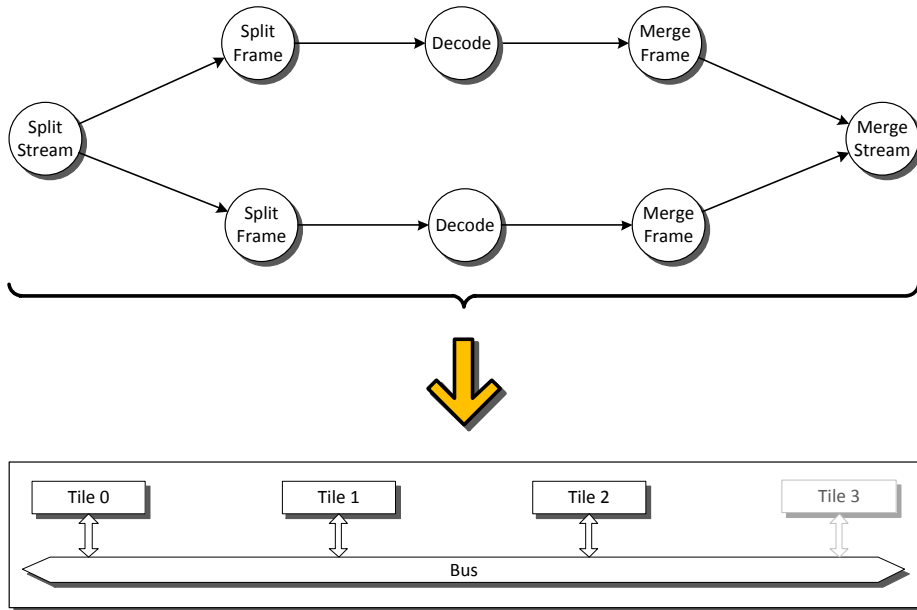 Split
Frame
Decode
Merge
Frame
Split
Stream
Merge
Stream
Split
Frame
Decode
Merge
Frame
Tile 0
Tile 1
Tile 2
Tile 3
Bus